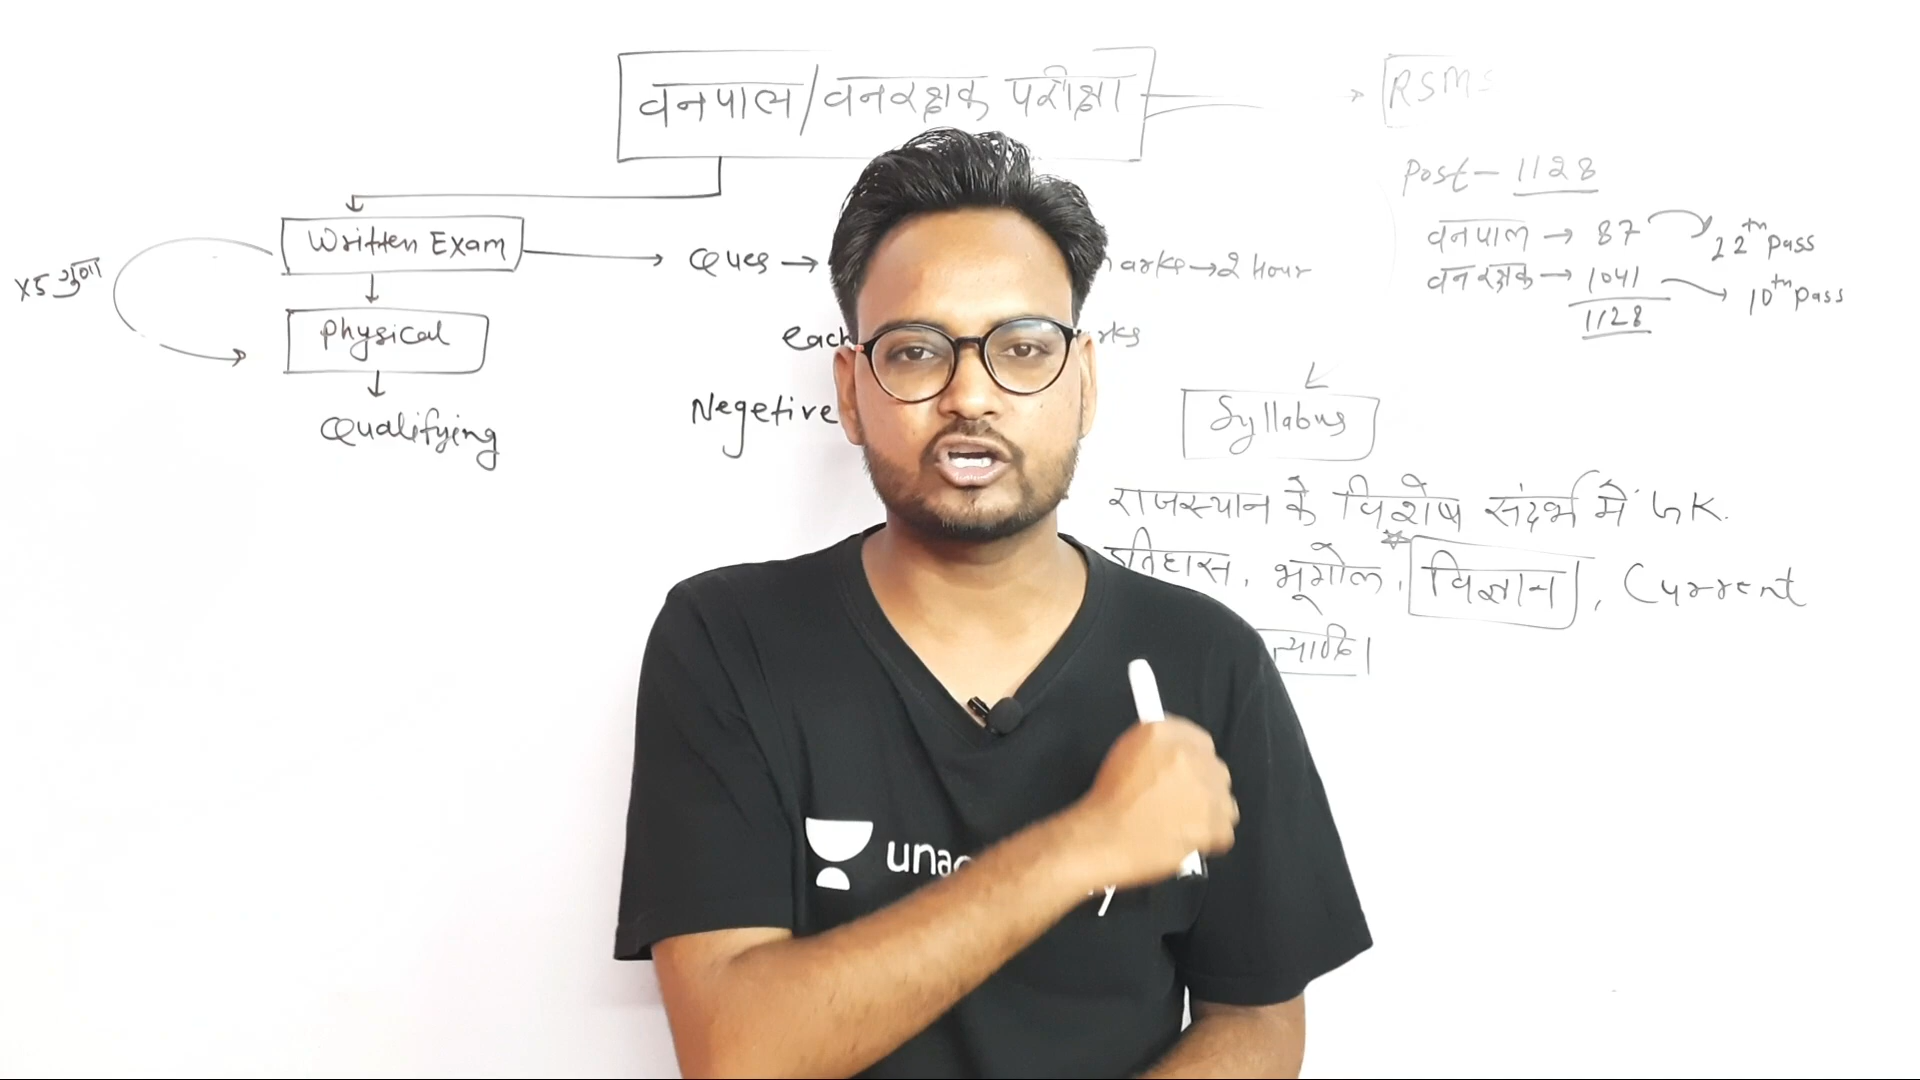 वनपाल/वनरक्षक परीक्षा
RSMS
Post - 1128
वनपाल → 87
22th pass
वनरक्षक → 1041
10th pass
1128
Written Exam
Ques → arks → 2 Hour
x5 गुणा
Physical
Each rks
Qualifying
Negetive
Syllabus
राजस्थान के विशेष संदर्भ में GK.
इतिहास, भूगोल, विज्ञान, Current
त्यादि।
una
y